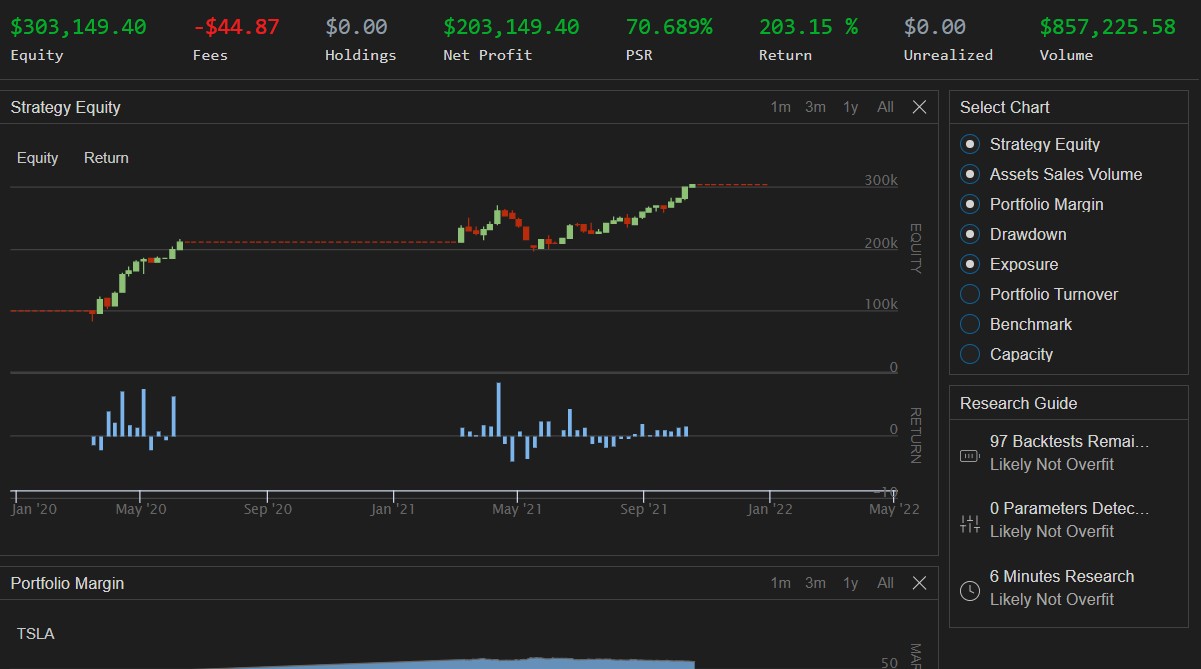 $303,149.40 -$44.87 $0.00 $203,149.40 70.689% 203.15 % $0.00 $857,225.58
Equity Fees Holdings Net Profit PSR Return Unrealized Volume
Strategy Equity 1m 3m 1y All
Equity Return
300k
200k
100k
0
EQUITY
0
-10
RETURN
Jan '20 May '20 Sep '20 Jan '21 May '21 Sep '21 Jan '22 May '22
Portfolio Margin 1m 3m 1y All
TSLA
50
Select Chart
Strategy Equity
Assets Sales Volume
Portfolio Margin
Drawdown
Exposure
Portfolio Turnover
Benchmark
Capacity
Research Guide
97 Backtests Remai...
Likely Not Overfit
0 Parameters Detec...
Likely Not Overfit
6 Minutes Research
Likely Not Overfit